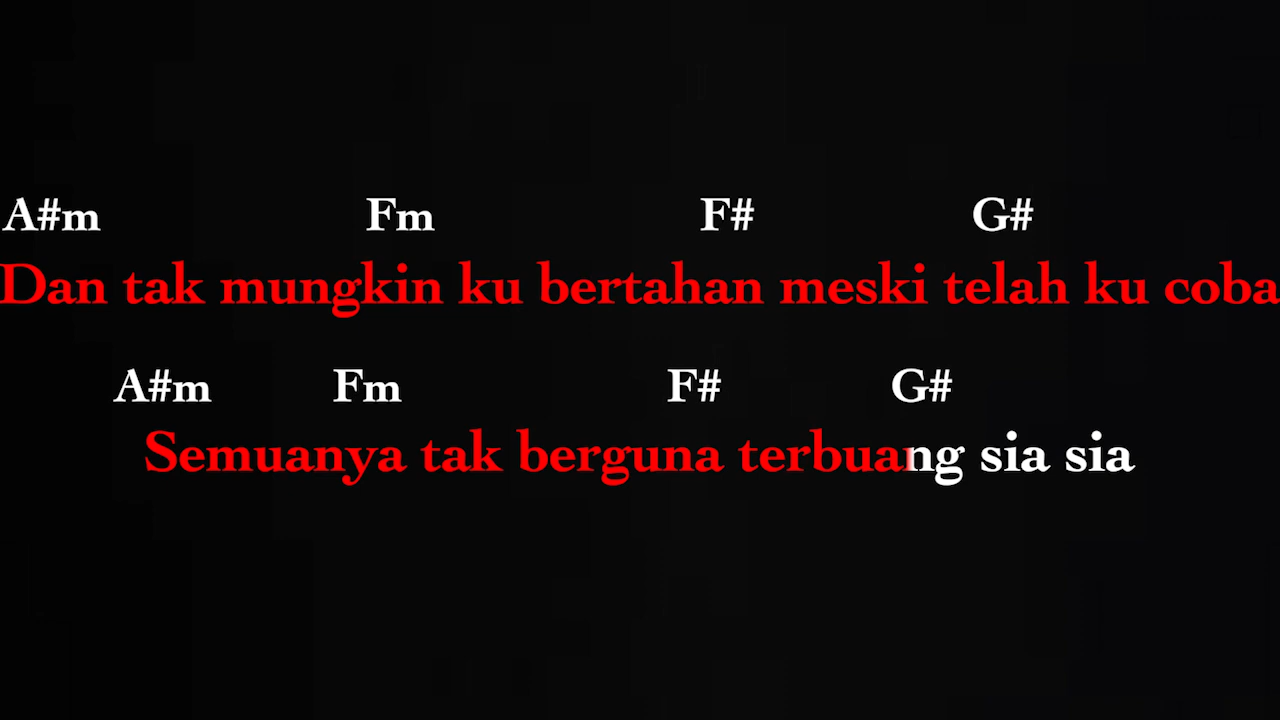 A#m Fm F# G#
Dan tak mungkin ku bertahan meski telah ku coba
A#m Fm F# G#
Semuanya tak berguna terbuang sia sia